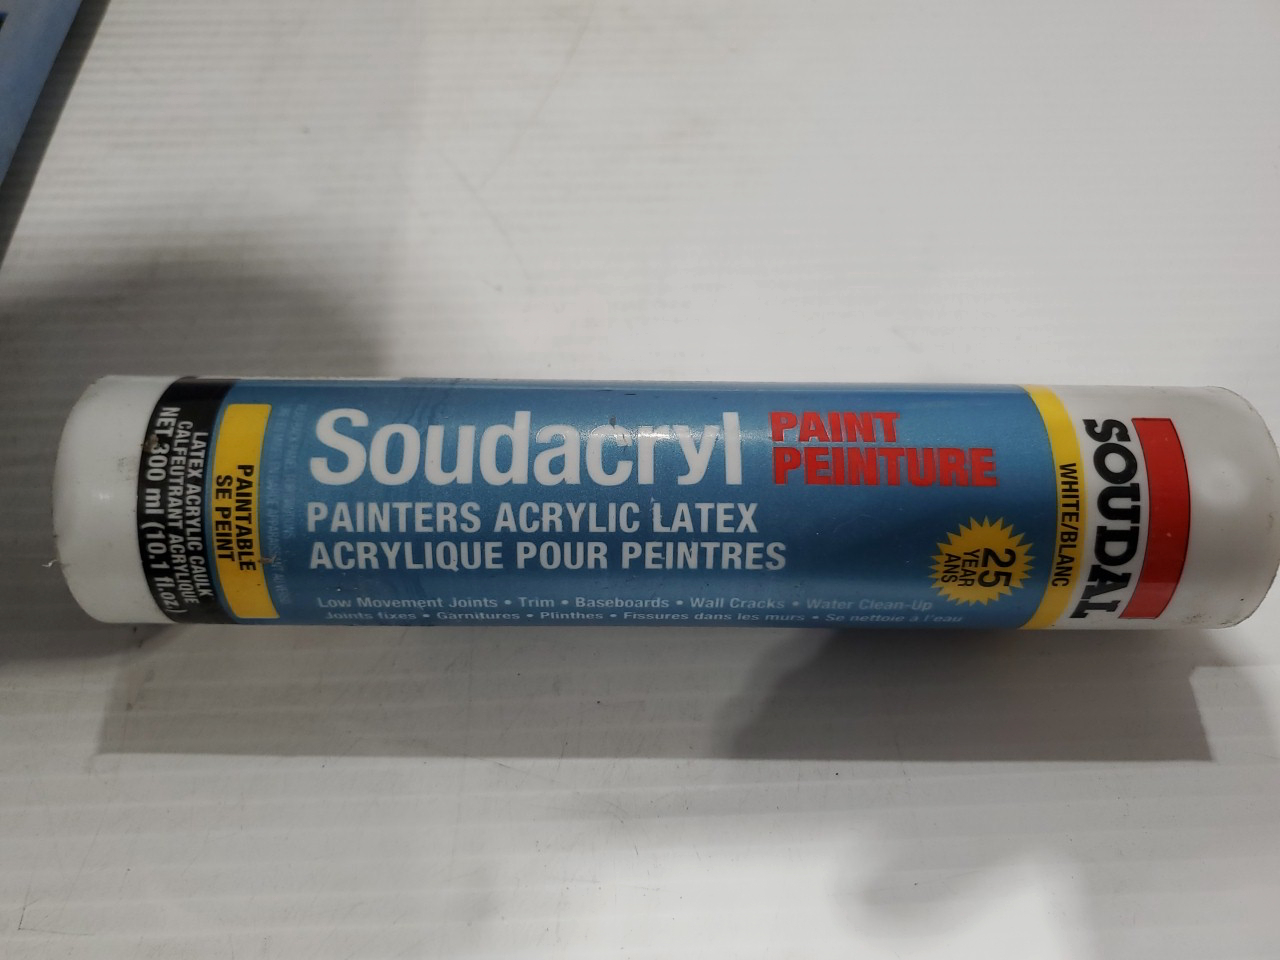 Soudacryl
PAINT
PEINTURE
PAINTERS ACRYLIC LATEX
ACRYLIQUE POUR PEINTRES
Low Movement Joints • Trim • Baseboards • Wall Cracks • Water Clean-Up
Joints fixes • Garnitures • Plinthes • Fissures dans les murs • Se nettoie à l'eau
25
YEAR
ANS
WHITE/BLANC
SOUDAL
PAINTABLE
SE PEINT
LATEX ACRYLIC CAULK
CALFEUTRANT ACRYLIQUE
NET 300 ml (10.1 fl.oz.)